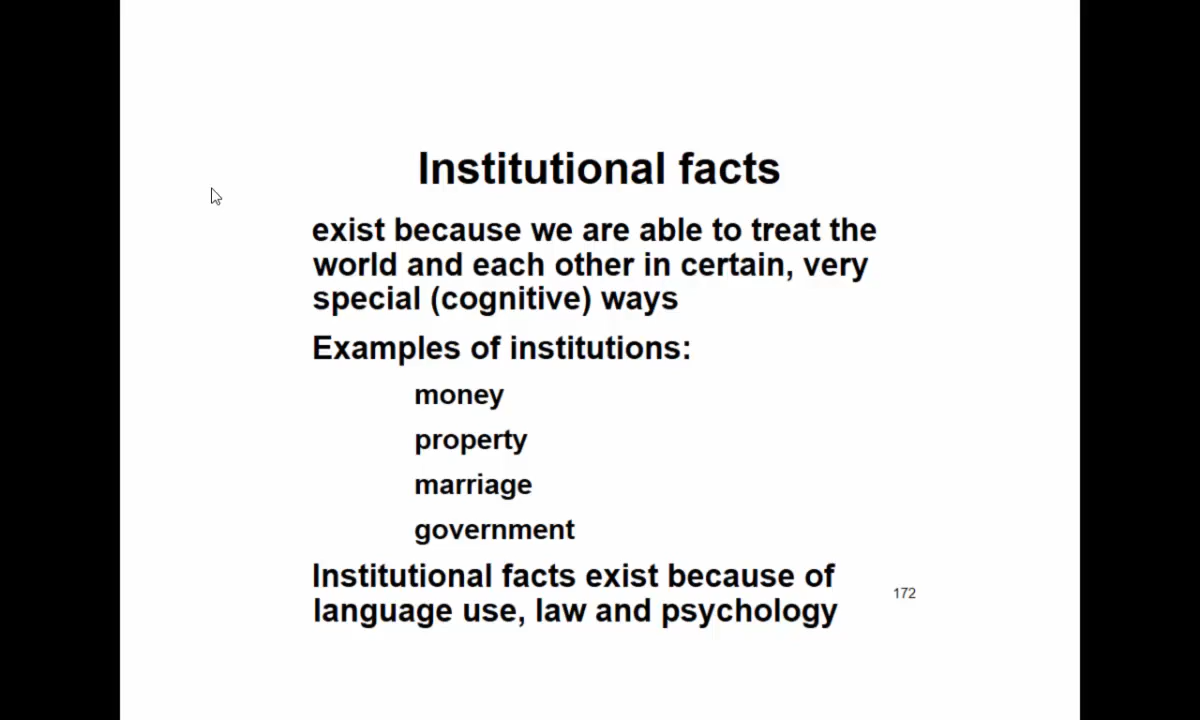 Institutional facts
exist because we are able to treat the
world and each other in certain, very
special (cognitive) ways
Examples of institutions:
money
property
marriage
government
Institutional facts exist because of
language use, law and psychology
172